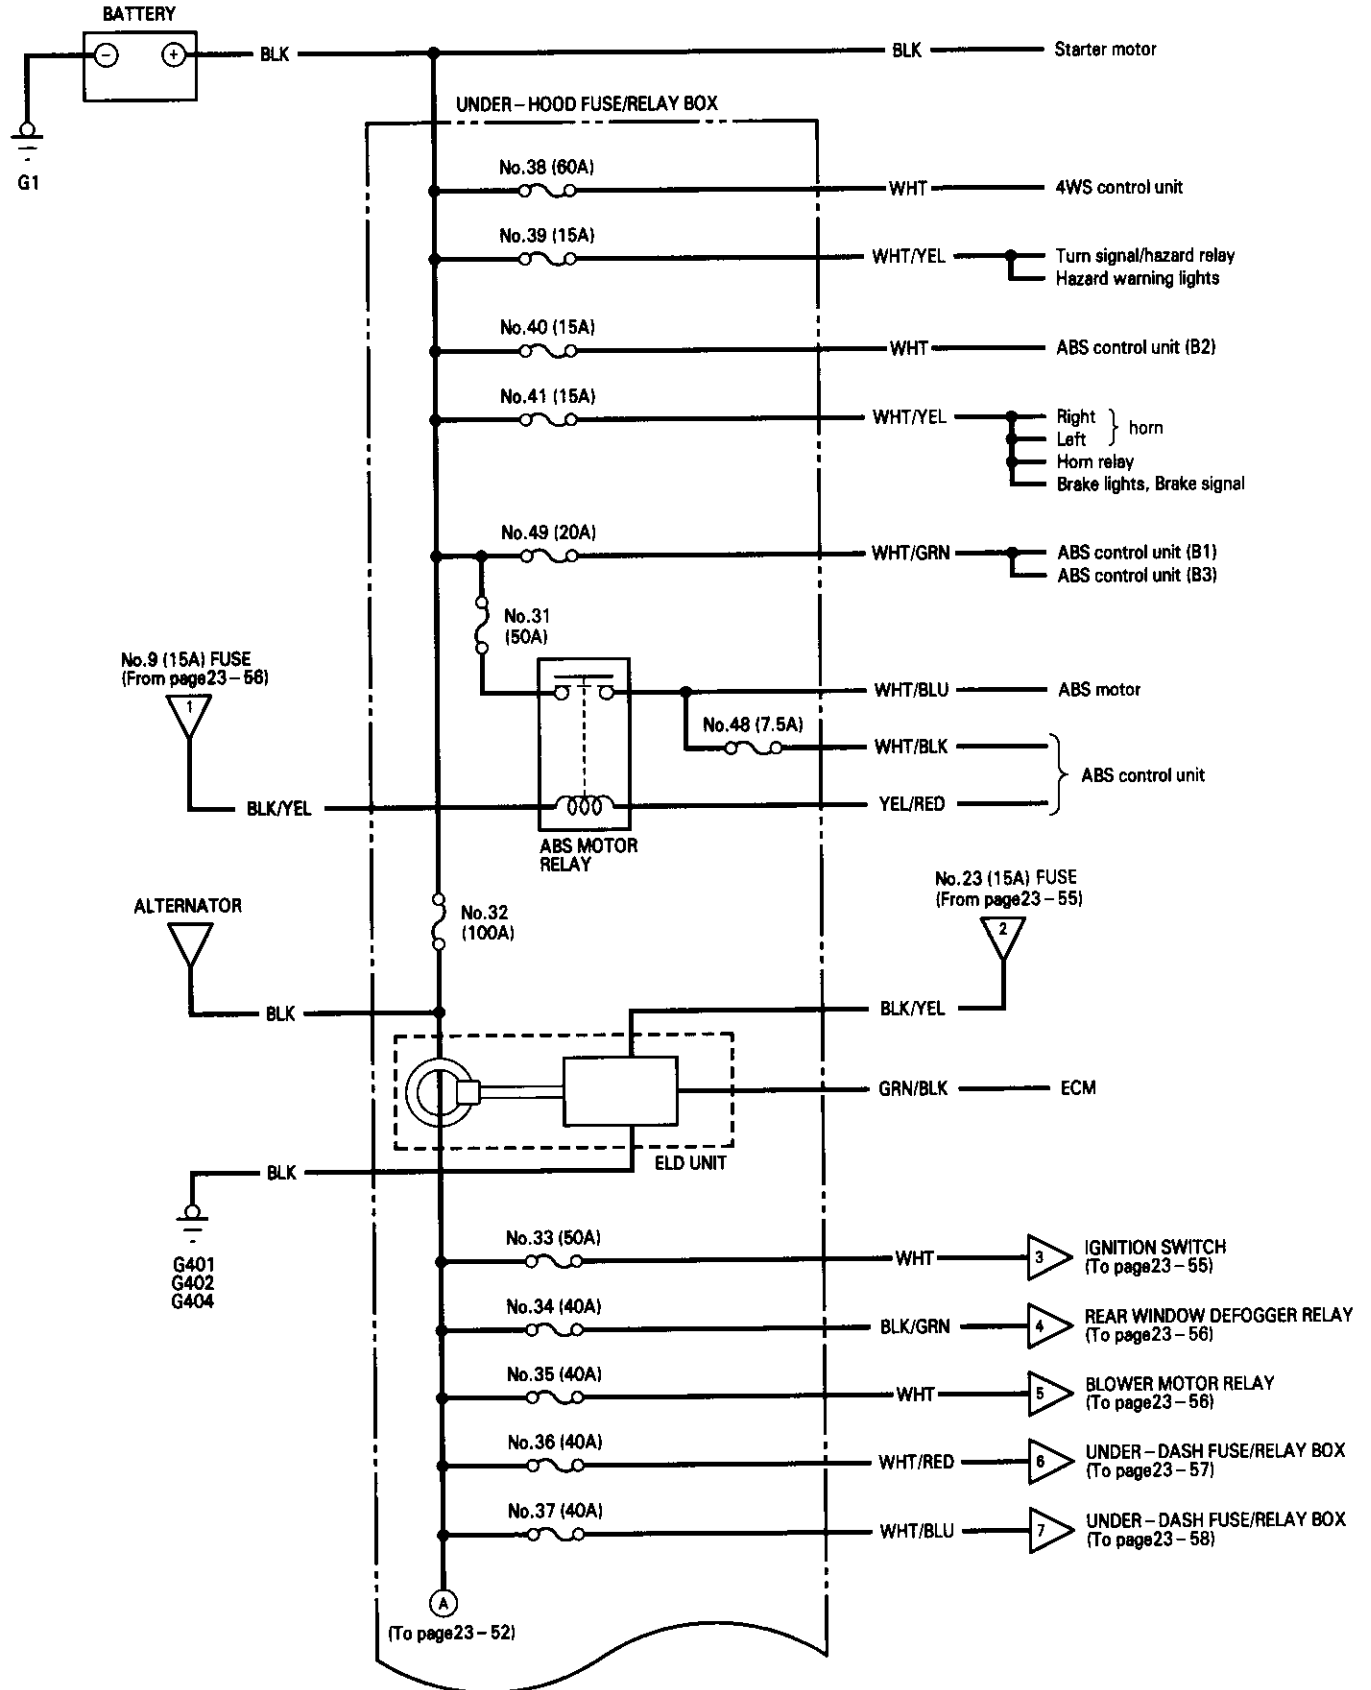 BATTERY
BLK
BLK
Starter motor
UNDER–HOOD FUSE/RELAY BOX
G1
No.38 (60A)
WHT
4WS control unit
No.39 (15A)
WHT/YEL
Turn signal/hazard relay
Hazard warning lights
No.40 (15A)
WHT
ABS control unit (B2)
No.41 (15A)
WHT/YEL
Right
Left
horn
Horn relay
Brake lights, Brake signal
No.49 (20A)
WHT/GRN
ABS control unit (B1)
ABS control unit (B3)
No.31
(50A)
No.9 (15A) FUSE
(From page23–56)
1
WHT/BLU
ABS motor
No.48 (7.5A)
WHT/BLK
ABS control unit
BLK/YEL
YEL/RED
ABS MOTOR
RELAY
No.23 (15A) FUSE
(From page23–55)
2
ALTERNATOR
No.32
(100A)
BLK
BLK/YEL
GRN/BLK
ECM
ELD UNIT
BLK
G401
G402
G404
No.33 (50A)
WHT
3
IGNITION SWITCH
(To page23–55)
No.34 (40A)
BLK/GRN
4
REAR WINDOW DEFOGGER RELAY
(To page23–56)
No.35 (40A)
WHT
5
BLOWER MOTOR RELAY
(To page23–56)
No.36 (40A)
WHT/RED
6
UNDER–DASH FUSE/RELAY BOX
(To page23–57)
No.37 (40A)
WHT/BLU
7
UNDER–DASH FUSE/RELAY BOX
(To page23–58)
A
(To page23–52)